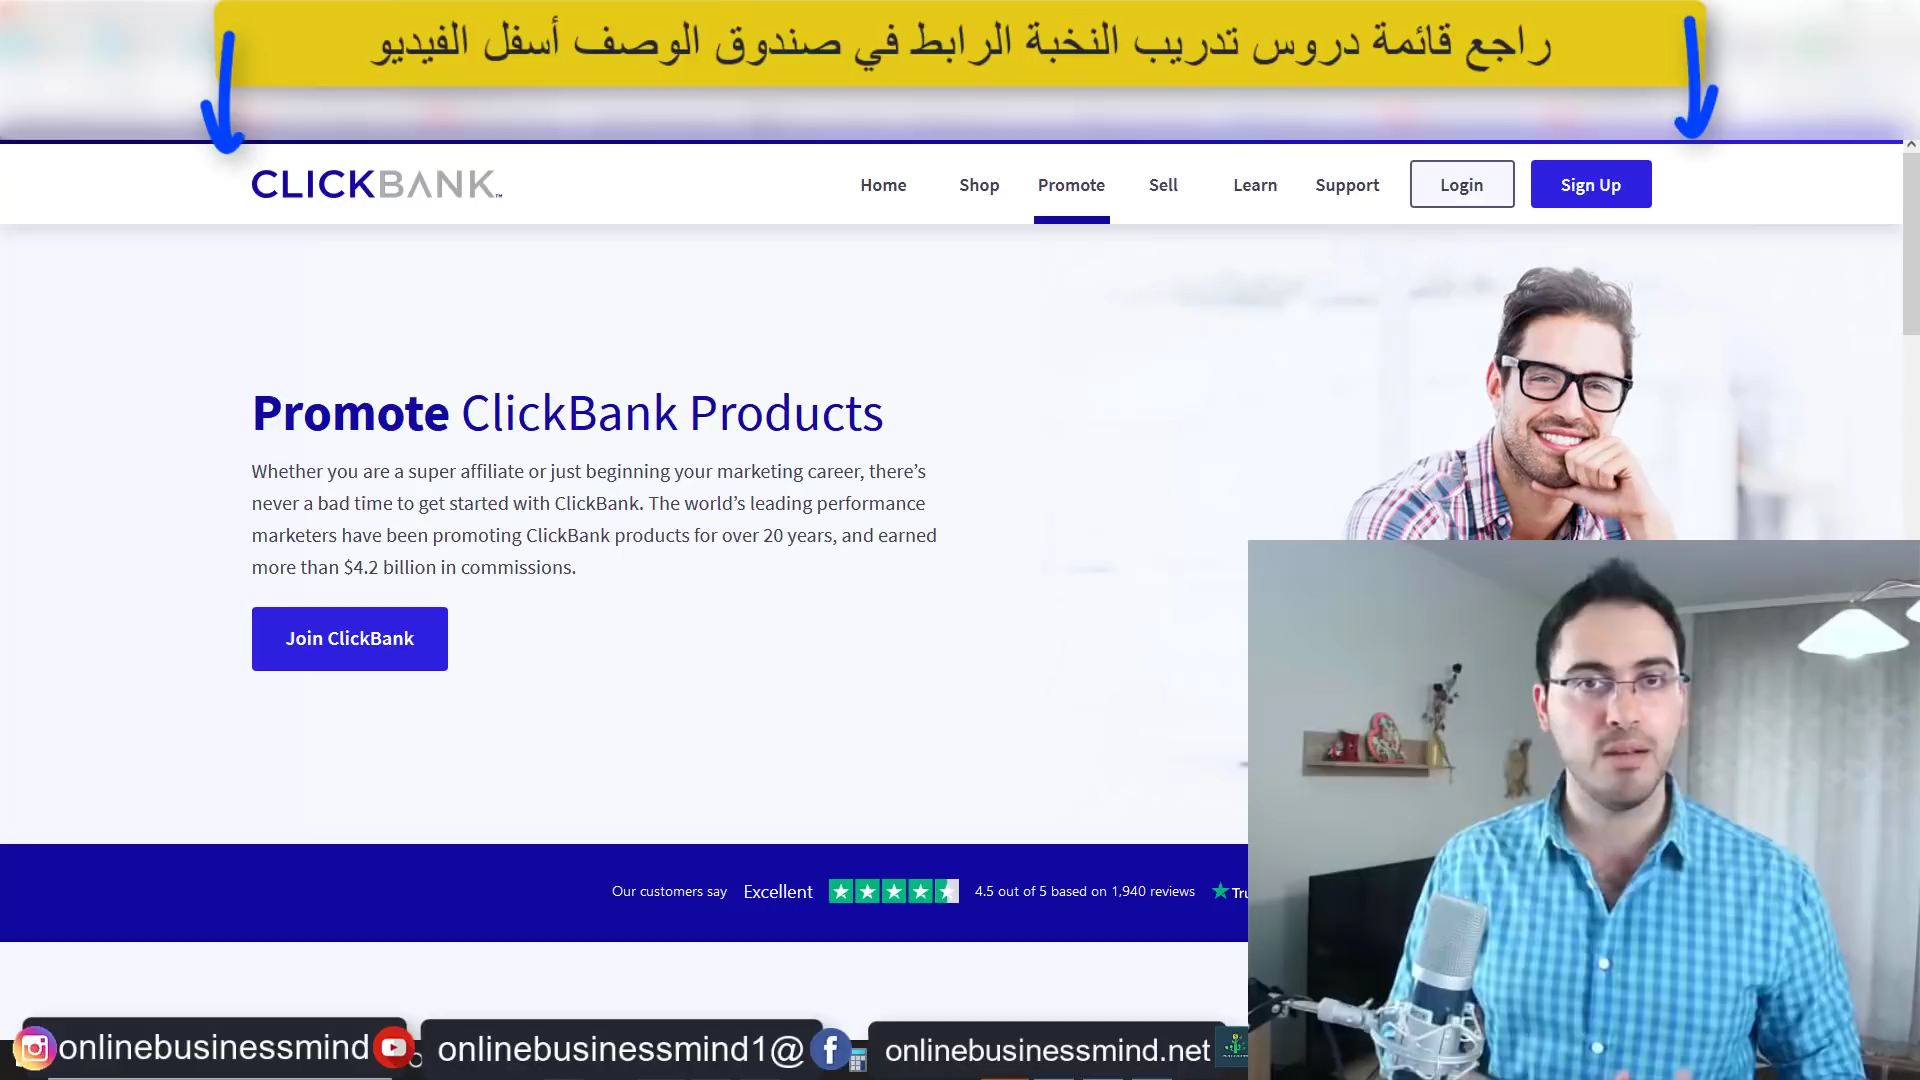 راجع قائمة دروس تدريب النخبة الرابط في صندوق الوصف أسفل الفيديو
CLICKBANK™
Home Shop Promote Sell Learn Support Login Sign Up
Promote ClickBank Products
Whether you are a super affiliate or just beginning your marketing career, there’s
never a bad time to get started with ClickBank. The world’s leading performance
marketers have been promoting ClickBank products for over 20 years, and earned
more than $4.2 billion in commissions.
Join ClickBank
Our customers say Excellent 4.5 out of 5 based on 1,940 reviews
onlinebusinessmind onlinebusinessmind1@ onlinebusinessmind.net